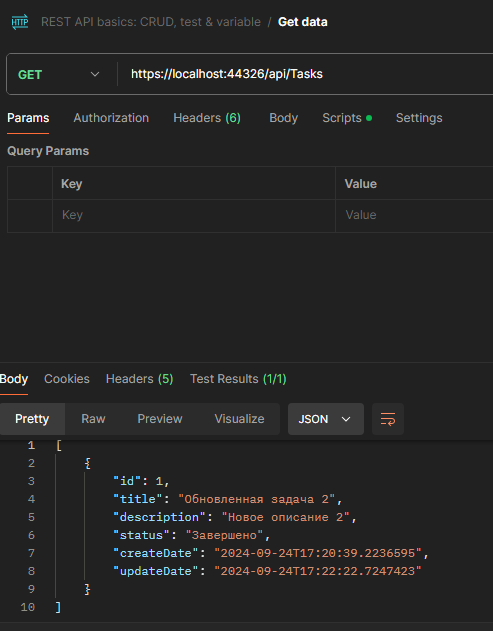 HTTP REST API basics: CRUD, test & variable / Get data
GET https://localhost:44326/api/Tasks
Params Authorization Headers (6) Body Scripts Settings
Query Params
Key Value
Key Value
Body Cookies Headers (5) Test Results (1/1)
Pretty Raw Preview Visualize JSON
1 [
2 {
3 "id": 1,
4 "title": "Обновленная задача 2",
5 "description": "Новое описание 2",
6 "status": "Завершено",
7 "createDate": "2024-09-24T17:20:39.2236595",
8 "updateDate": "2024-09-24T17:22:22.7247423"
9 }
10 ]